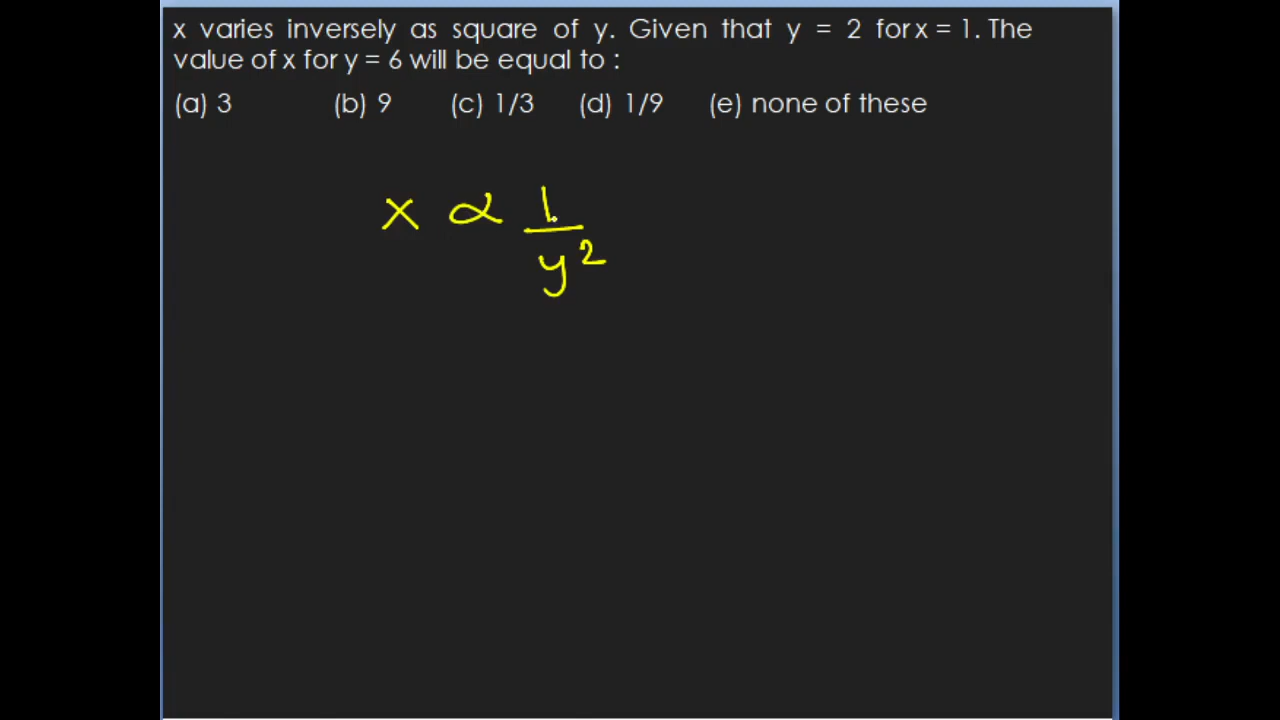 x varies inversely as square of y. Given that y = 2 for x = 1. The
value of x for y = 6 will be equal to :
(a) 3 (b) 9 (c) 1/3 (d) 1/9 (e) none of these
x ∝ 1/y²